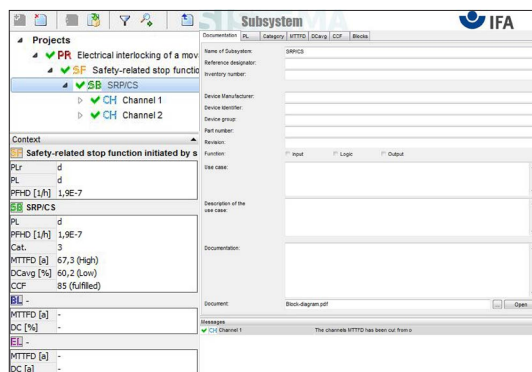 Subsystem
IFA
Projects
PR Electrical interlocking of a mov
SF Safety-related stop functio
SB SRP/CS
CH Channel 1
CH Channel 2
Context
SF Safety-related stop function initiated by s
PLr d
PL d
PFHD [1/h] 1,9E-7
SB SRP/CS
PL d
PFHD [1/h] 1,9E-7
Cat. 3
MTTFD [a] 67,3 (High)
DCavg [%] 60,2 (Low)
CCF 85 (fulfilled)
BL -
MTTFD [a] -
DC [%] -
EL -
MTTFD [a] -
DC [a] -
Documentation PL Category MTTFD DCavg CCF Blocks
Name of Subsystem: SRP/CS
Reference designator:
Inventory number:
Device Manufacturer:
Device Identifier:
Device group:
Part number:
Revision:
Function: Input Logic Output
Use case:
Description of the
use case:
Documentation:
Document: Block-diagram.pdf ... Open
Messages
CH Channel 1 The channels MTTFD has been cut from o